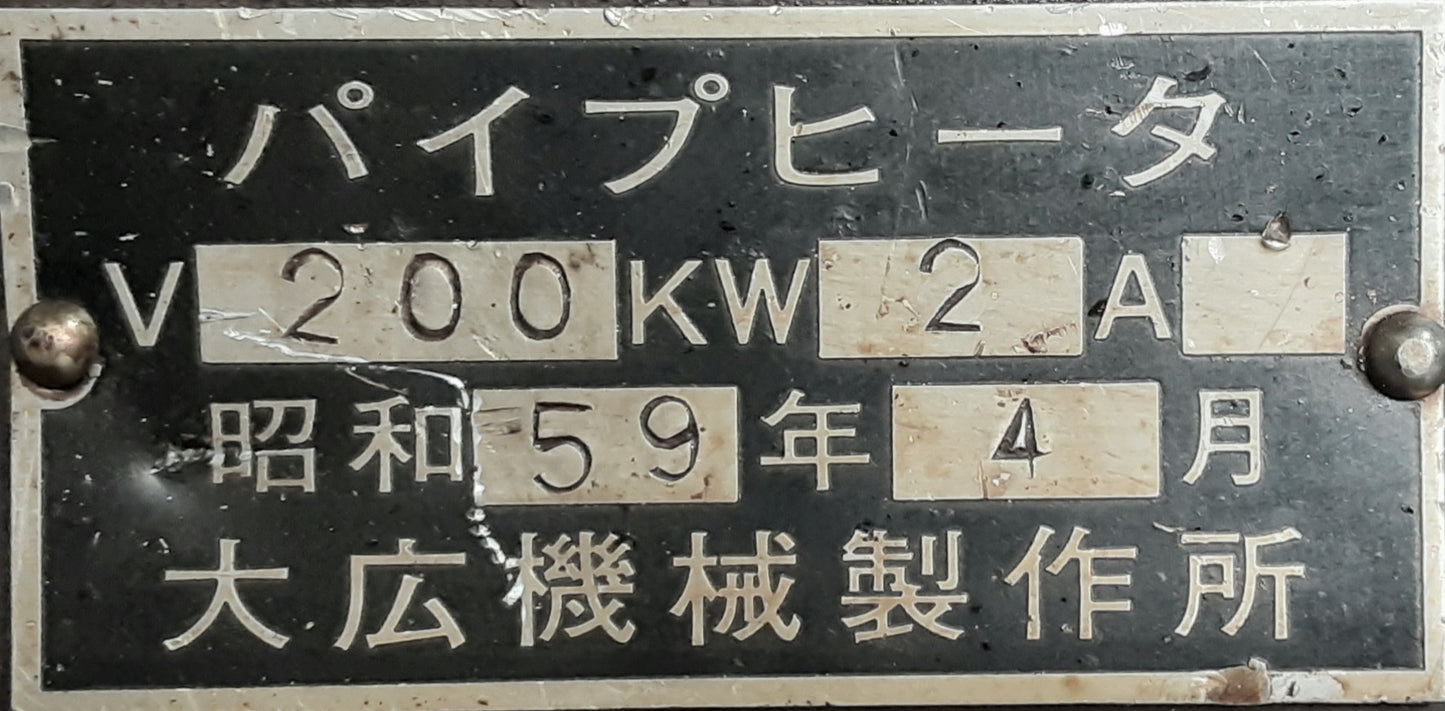 パイプヒータ
V 200 KW 2 A
昭和 59 年 4 月
大広機械製作所